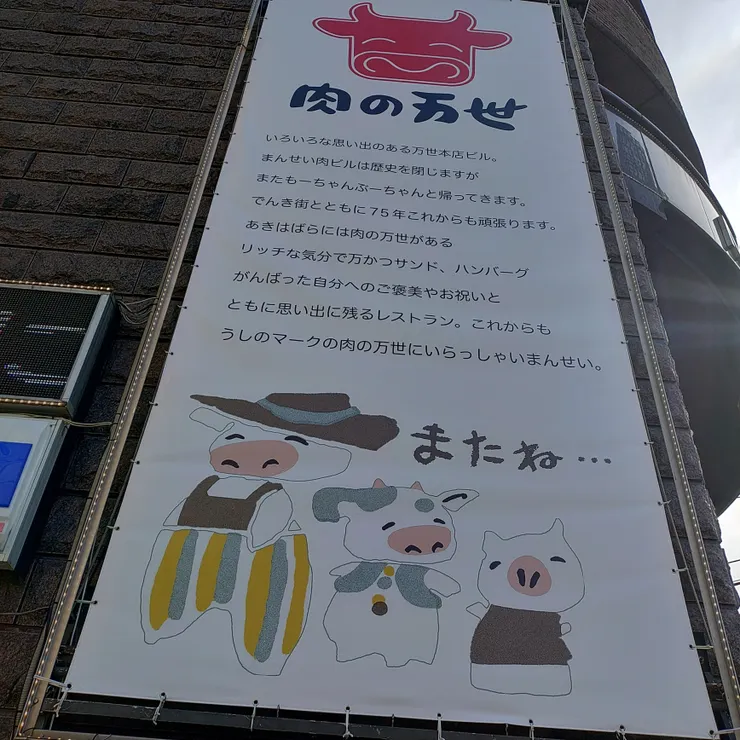 肉の万世
いろいろな思い出のある万世本店ビル。
まんせい肉ビルは歴史を閉じますが
またもーちゃんぶーちゃんと帰ってきます。
でんき街とともに75年これからも頑張ります。
あきはばらには肉の万世がある
リッチな気分で万かつサンド、ハンバーグ
がんばった自分へのご褒美やお祝いと
ともに思い出に残るレストラン。これからも
うしのマークの肉の万世にいらっしゃいまんせい。
またね…